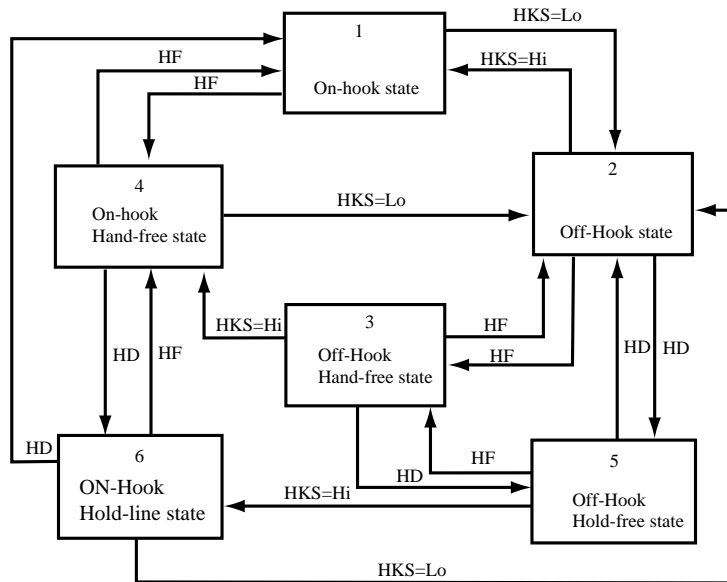 1
On-hook state
HKS=Lo
HKS=Hi
HF
HF
4
On-hook
Hand-free state
HKS=Lo
2
Off-Hook state
HKS=Hi
3
Off-Hook
Hand-free state
HF
HF
HD
HF
HD
HD
HD
6
ON-Hook
Hold-line state
HD
HF
HKS=Hi
5
Off-Hook
Hold-free state
HKS=Lo